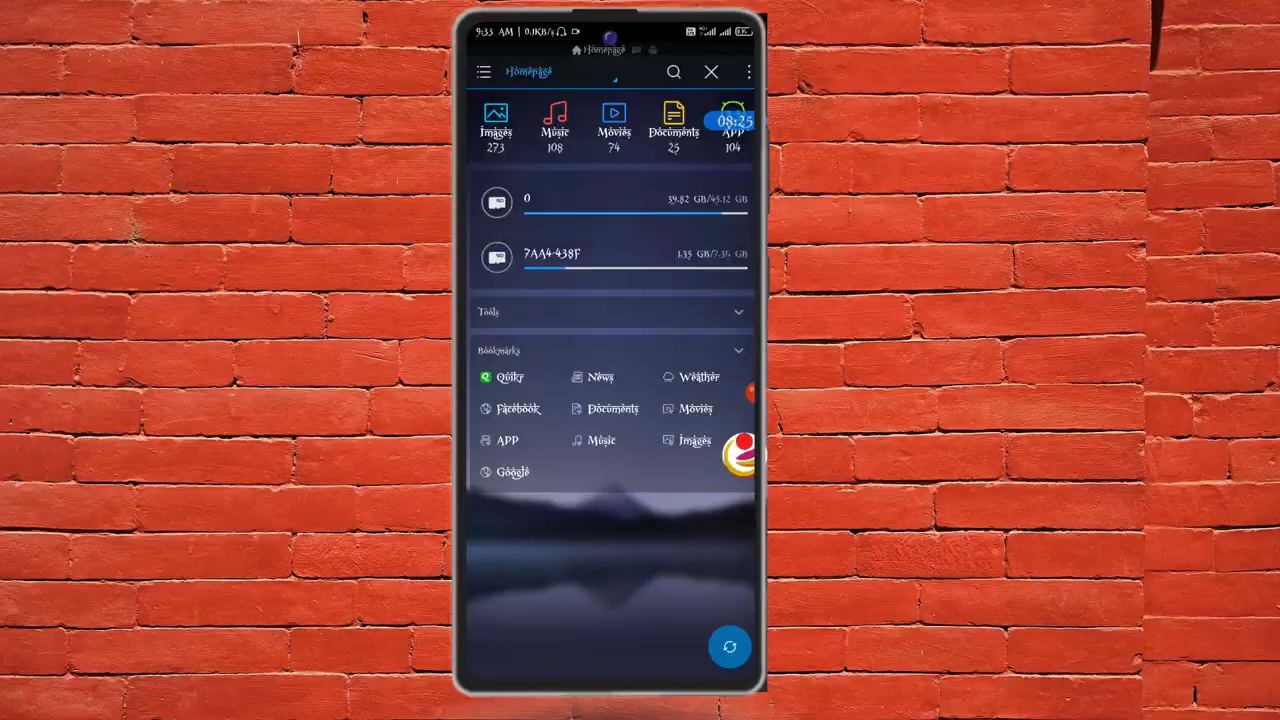 9:33 AM | 0.1KB/s
Homepage
Homepage
Images Music Movies Documents APP
273 108 74 25 104
08:25
0 39.82 GB/45.12 GB
7AA4-438F 1.35 GB/7.36 GB
Tools
Bookmarks
Quikr News Weather
Facebook Documents Movies
APP Music Images
Google